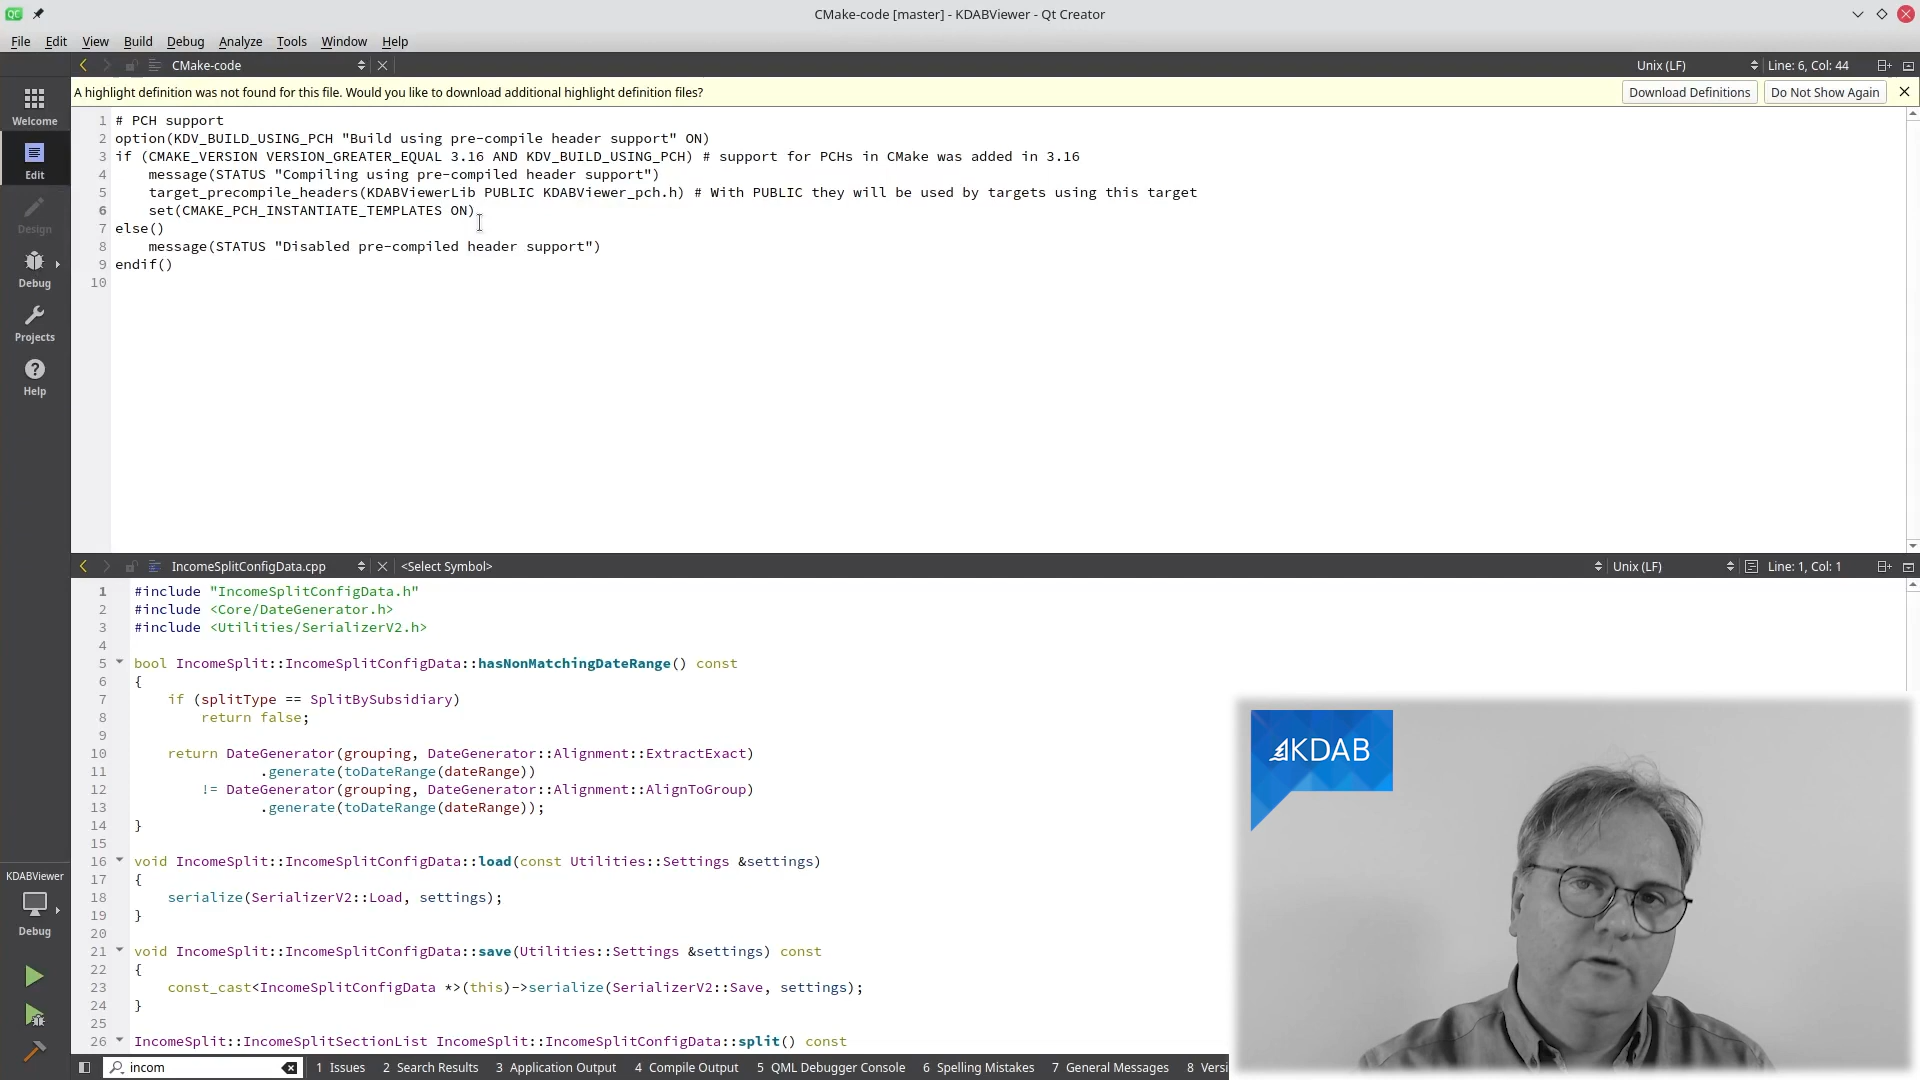 CMake-code [master] - KDABViewer - Qt Creator
File Edit View Build Debug Analyze Tools Window Help
CMake-code Unix (LF) Line: 6, Col: 44
A highlight definition was not found for this file. Would you like to download additional highlight definition files? Download Definitions Do Not Show Again
Welcome
Edit
Design
Debug
Projects
Help
1 # PCH support
2 option(KDV_BUILD_USING_PCH "Build using pre-compile header support" ON)
3 if (CMAKE_VERSION VERSION_GREATER_EQUAL 3.16 AND KDV_BUILD_USING_PCH) # support for PCHs in CMake was added in 3.16
4 message(STATUS "Compiling using pre-compiled header support")
5 target_precompile_headers(KDABViewerLib PUBLIC KDABViewer_pch.h) # With PUBLIC they will be used by targets using this target
6 set(CMAKE_PCH_INSTANTIATE_TEMPLATES ON)
7 else()
8 message(STATUS "Disabled pre-compiled header support")
9 endif()
10
IncomeSplitConfigData.cpp <Select Symbol> Unix (LF) Line: 1, Col: 1
1 #include "IncomeSplitConfigData.h"
2 #include <Core/DateGenerator.h>
3 #include <Utilities/SerializerV2.h>
4
5 bool IncomeSplit::IncomeSplitConfigData::hasNonMatchingDateRange() const
6 {
7 if (splitType == SplitBySubsidiary)
8 return false;
9
10 return DateGenerator(grouping, DateGenerator::Alignment::ExtractExact)
11 .generate(toDateRange(dateRange))
12 != DateGenerator(grouping, DateGenerator::Alignment::AlignToGroup)
13 .generate(toDateRange(dateRange));
14 }
15
16 void IncomeSplit::IncomeSplitConfigData::load(const Utilities::Settings &settings)
17 {
18 serialize(SerializerV2::Load, settings);
19 }
20
21 void IncomeSplit::IncomeSplitConfigData::save(Utilities::Settings &settings) const
22 {
23 const_cast<IncomeSplitConfigData *>(this)->serialize(SerializerV2::Save, settings);
24 }
25
26 IncomeSplit::IncomeSplitSectionList IncomeSplit::IncomeSplitConfigData::split() const
KDABViewer
Debug
KDAB
incom 1 Issues 2 Search Results 3 Application Output 4 Compile Output 5 QML Debugger Console 6 Spelling Mistakes 7 General Messages 8 Versi